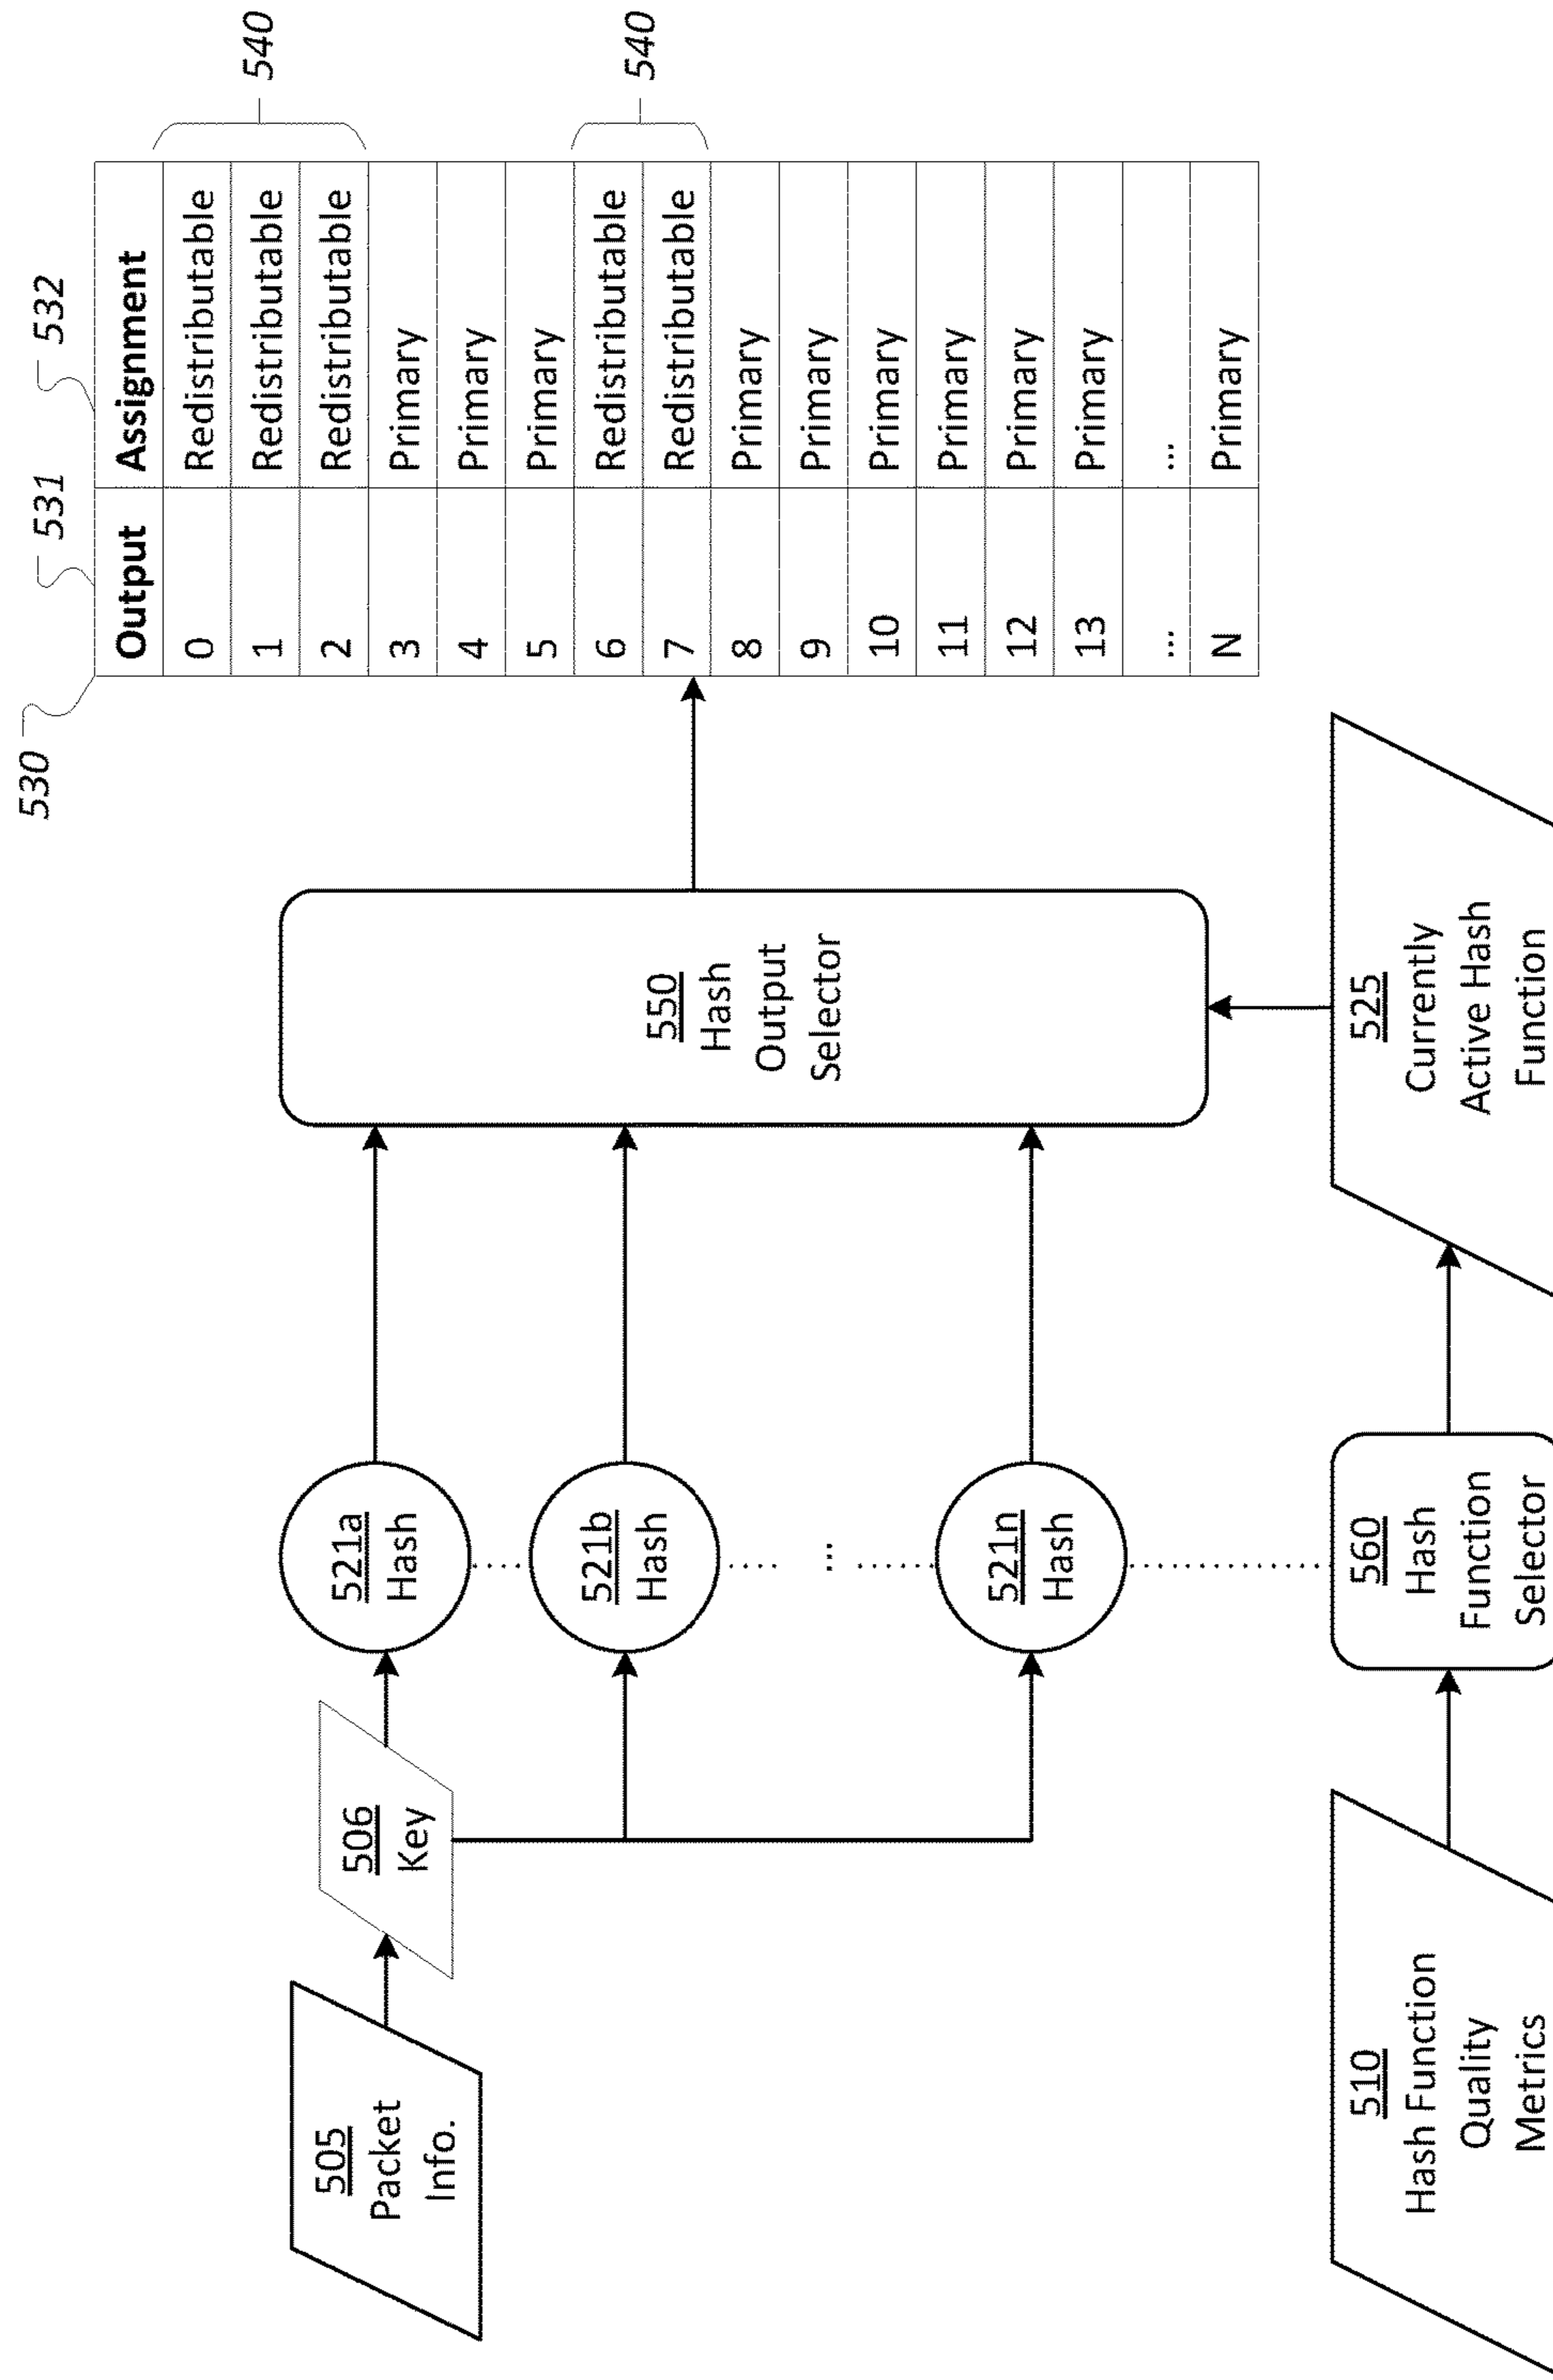 530
531
532
Output Assignment
0 Redistributable
1 Redistributable
2 Redistributable
3 Primary
4 Primary
5 Primary
6 Redistributable
7 Redistributable
8 Primary
9 Primary
10 Primary
11 Primary
12 Primary
13 Primary
... ...
N Primary
540
540
505
Packet
Info.
506
Key
521a
Hash
521b
Hash
...
521n
Hash
550
Hash
Output
Selector
510
Hash Function
Quality
Metrics
560
Hash
Function
Selector
525
Currently
Active Hash
Function